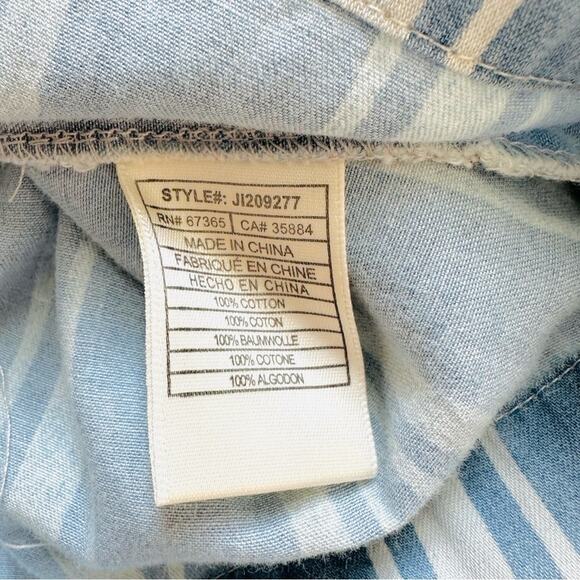 STYLE#: JI209277
RN# 67365 CA# 35884
MADE IN CHINA
FABRIQUÉ EN CHINE
HECHO EN CHINA
100% COTTON
100% COTON
100% BAUMWOLLE
100% COTONE
100% ALGODON